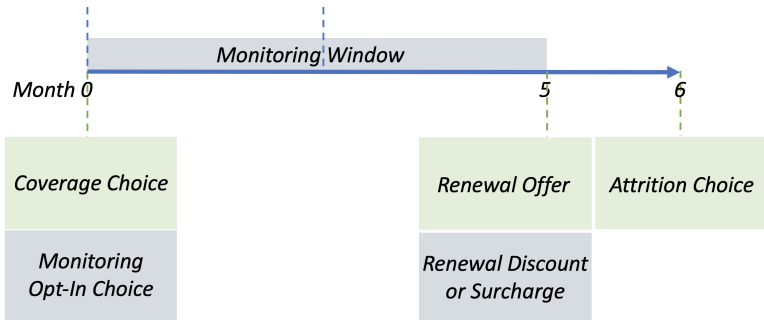 Monitoring Window
Month 0
5
6
Coverage Choice
Renewal Offer
Attrition Choice
Monitoring
Opt-In Choice
Renewal Discount
or Surcharge